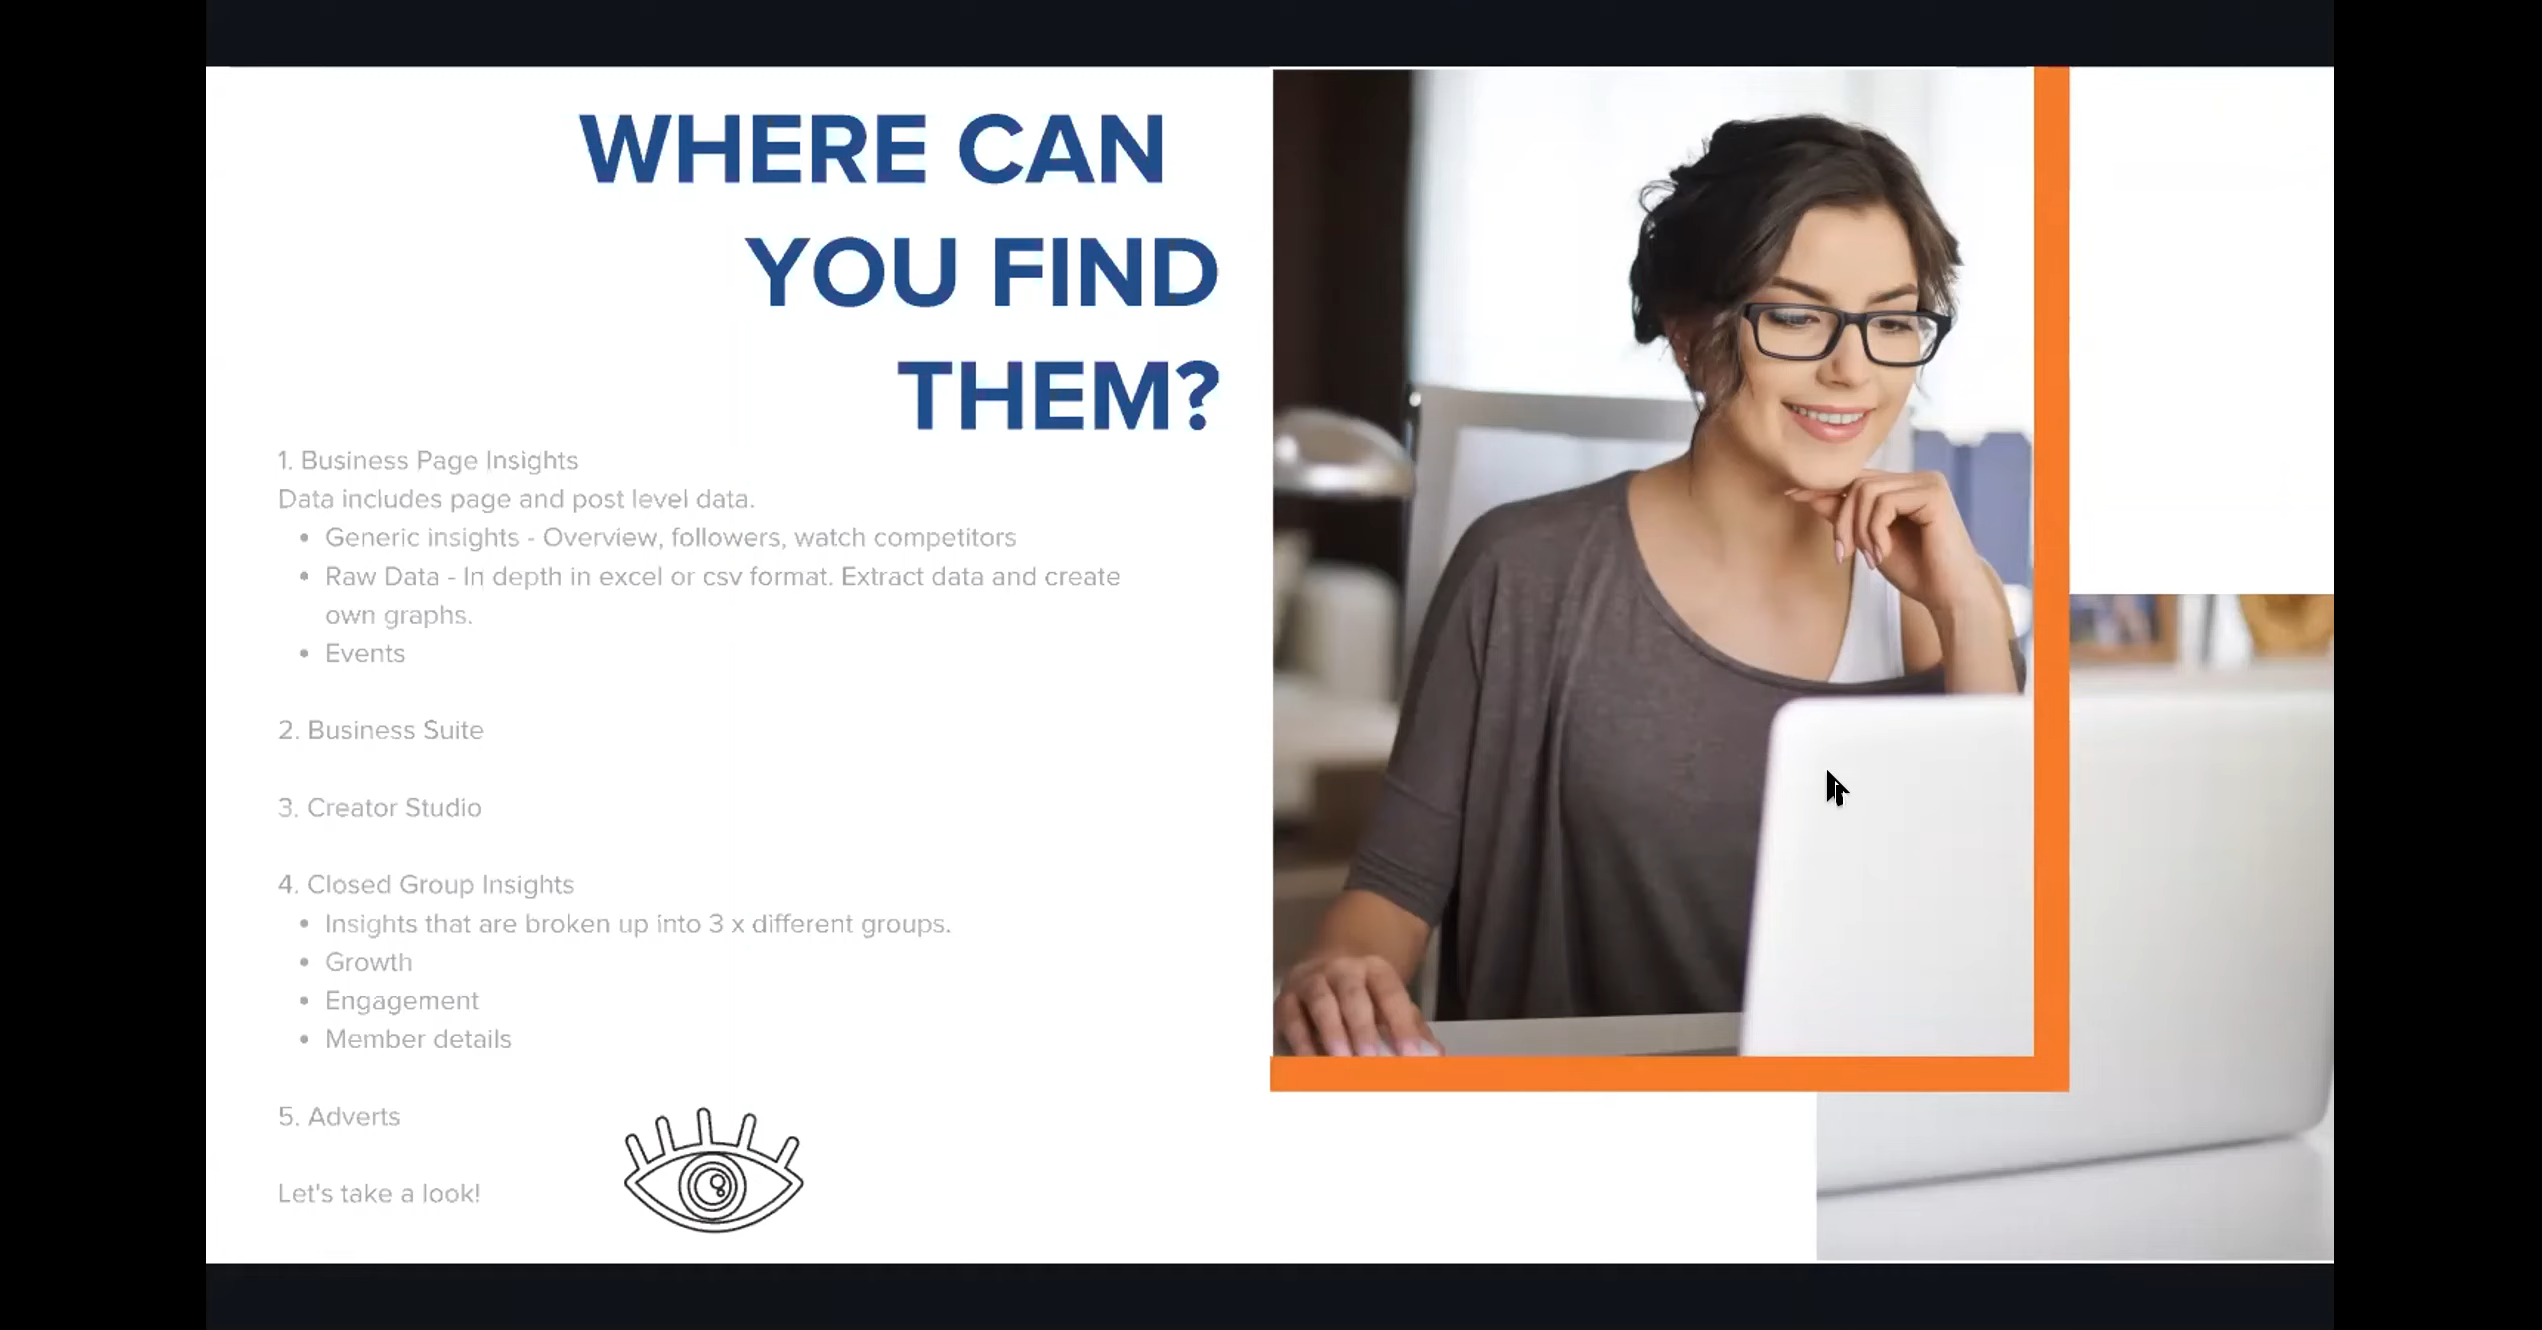 WHERE CAN
YOU FIND
THEM?
1. Business Page Insights
Data includes page and post level data.
• Generic insights - Overview, followers, watch competitors
• Raw Data - In depth in excel or csv format. Extract data and create
own graphs.
• Events
2. Business Suite
3. Creator Studio
4. Closed Group Insights
• Insights that are broken up into 3 x different groups.
• Growth
• Engagement
• Member details
5. Adverts
Let's take a look!